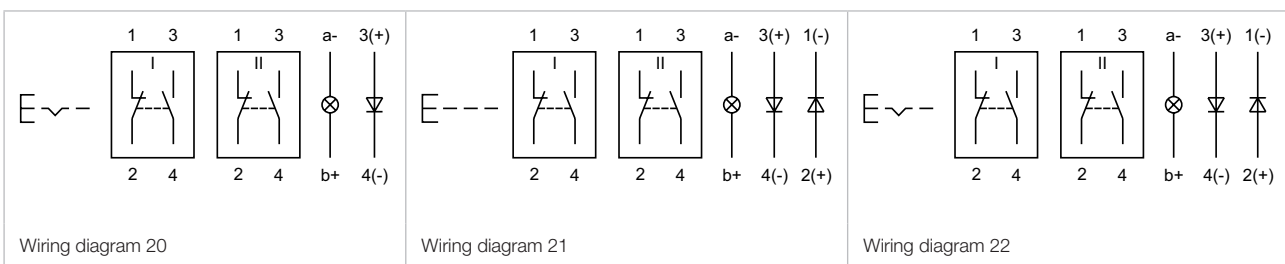 1 3 1 3 a- 3(+)
I II
2 4 2 4 b+ 4(-)
Wiring diagram 20
1 3 1 3 a- 3(+) 1(-)
I II
2 4 2 4 b+ 4(-) 2(+)
Wiring diagram 21
1 3 1 3 a- 3(+) 1(-)
I II
2 4 2 4 b+ 4(-) 2(+)
Wiring diagram 22